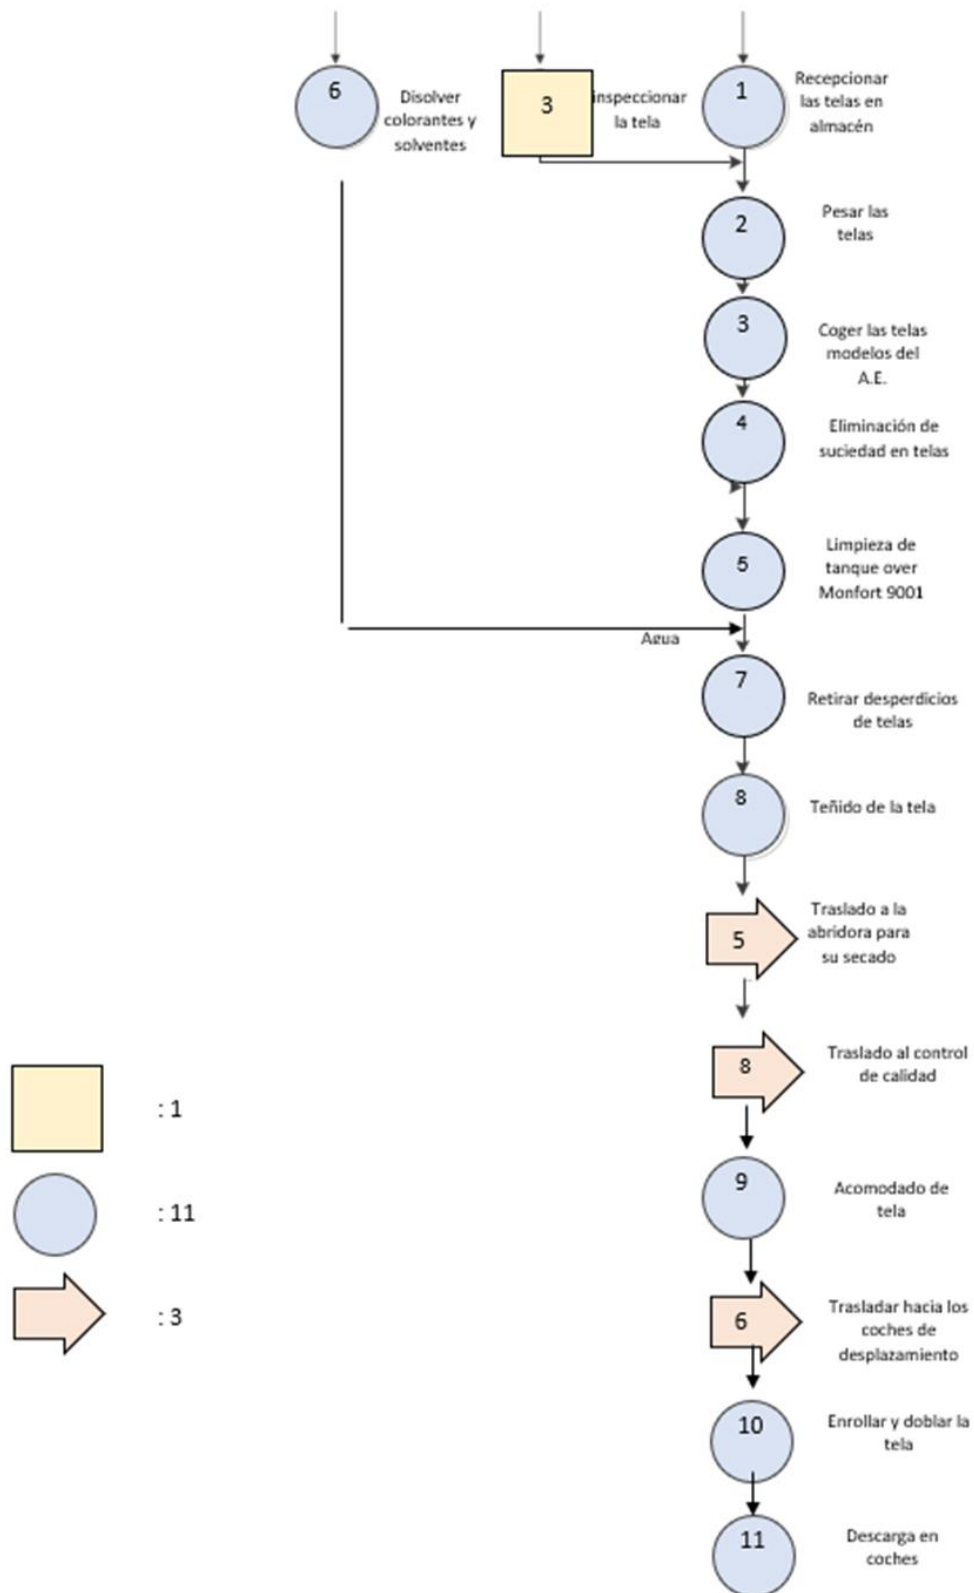 6
Disolver
colorantes y
solventes
3
inspeccionar
la tela
1
Recepcionar
las telas en
almacén
2
Pesar las
telas
3
Coger las telas
modelos del
A.E.
4
Eliminación de
suciedad en telas
5
Limpieza de
tanque over
Monfort 9001
Agua
7
Retirar desperdicios
de telas
8
Teñido de la tela
5
Traslado a la
abridora para
su secado
8
Traslado al control
de calidad
9
Acomodado de
tela
6
Trasladar hacia los
coches de
desplazamiento
10
Enrollar y doblar la
tela
11
Descarga en
coches
: 1
: 11
: 3